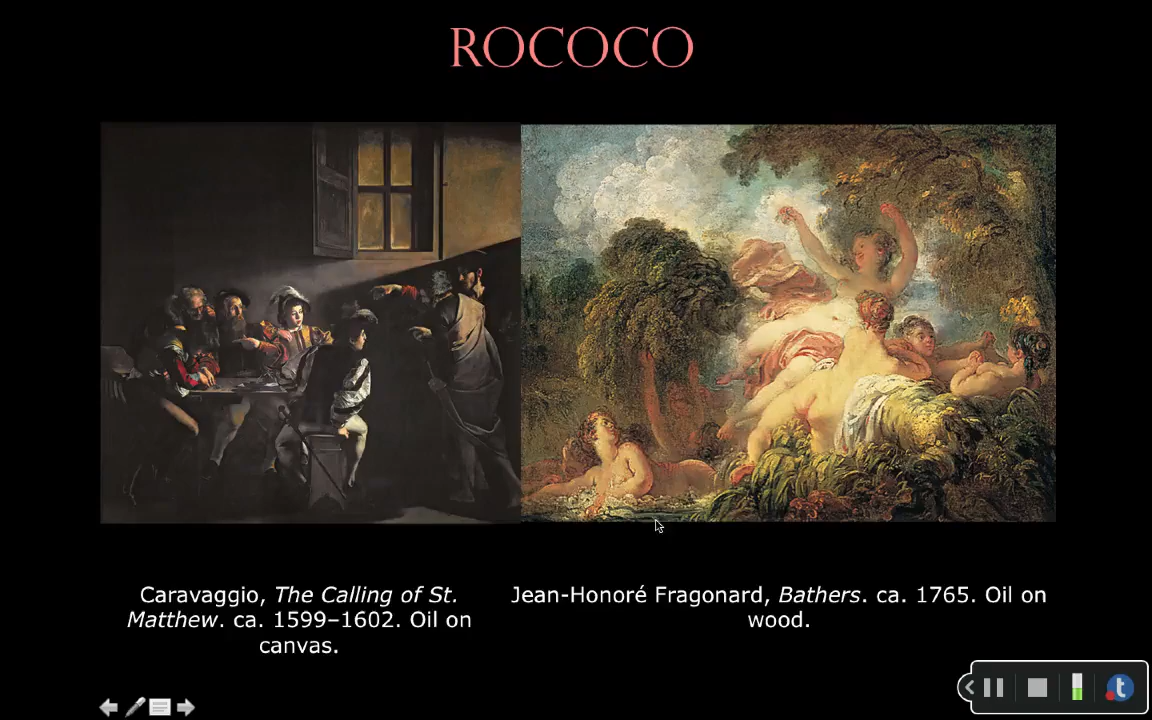 ROCOCO
Caravaggio, The Calling of St.
Matthew. ca. 1599–1602. Oil on
canvas.
Jean-Honoré Fragonard, Bathers. ca. 1765. Oil on
wood.
t